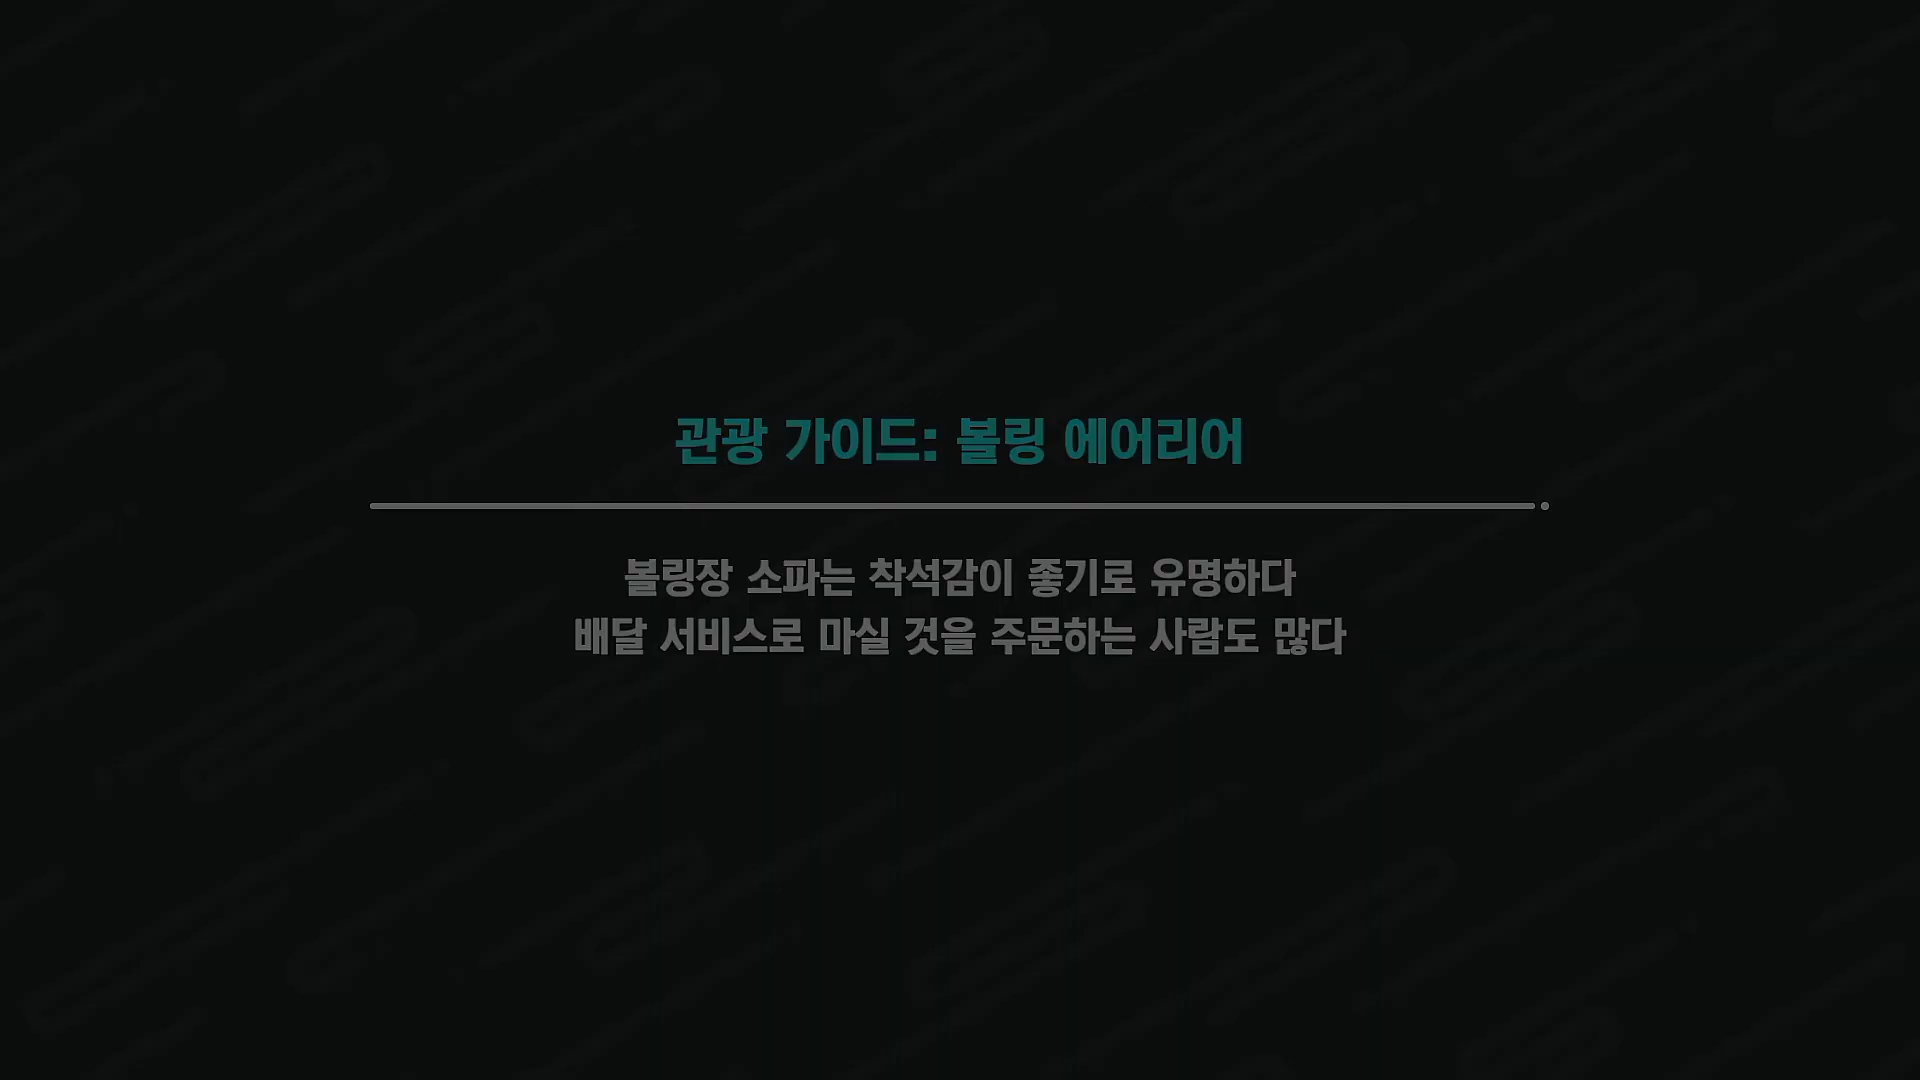 관광 가이드: 볼링 에어리어
볼링장 소파는 착석감이 좋기로 유명하다
배달 서비스로 마실 것을 주문하는 사람도 많다